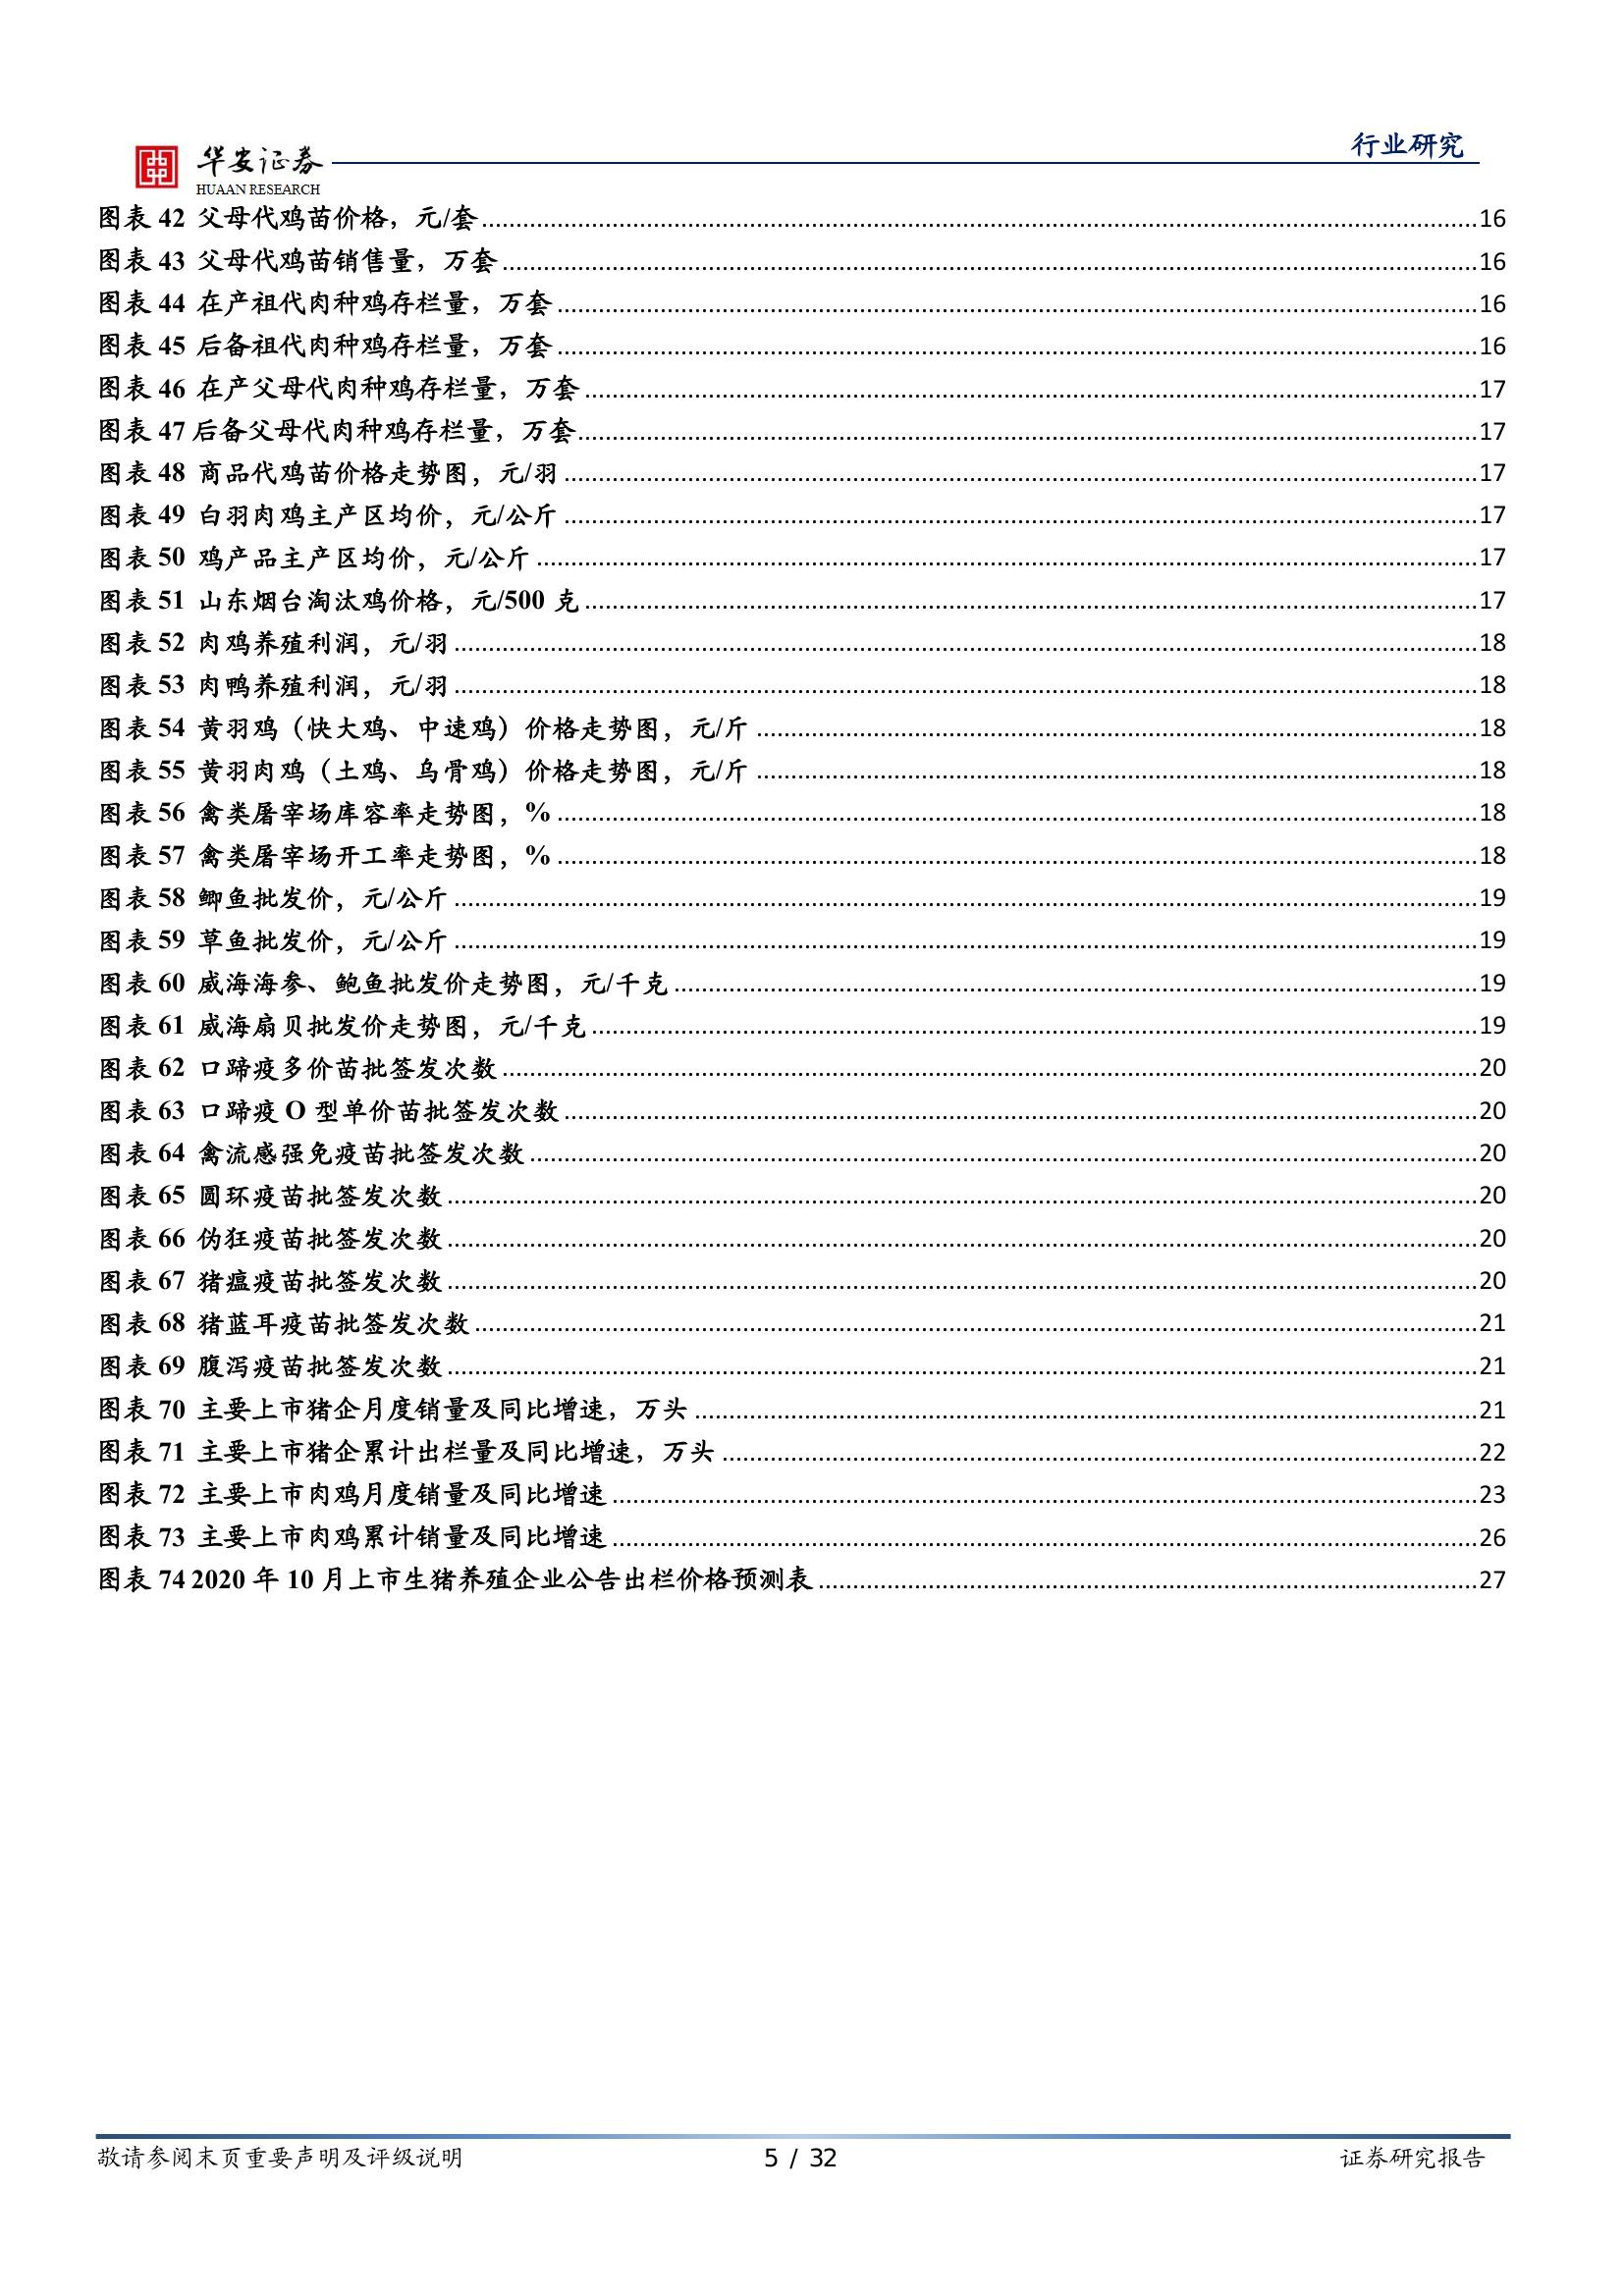 行业研究
华安证券
HUAAN RESEARCH
图表 42 父母代鸡苗价格，元/套 ........ 16
图表 43 父母代鸡苗销售量，万套 ........ 16
图表 44 在产祖代肉种鸡存栏量，万套 ........ 16
图表 45 后备祖代肉种鸡存栏量，万套 ........ 16
图表 46 在产父母代肉种鸡存栏量，万套 ........ 17
图表 47 后备父母代肉种鸡存栏量，万套 ........ 17
图表 48 商品代鸡苗价格走势图，元/羽 ........ 17
图表 49 白羽肉鸡主产区均价，元/公斤 ........ 17
图表 50 鸡产品主产区均价，元/公斤 ........ 17
图表 51 山东烟台淘汰鸡价格，元/500 克 ........ 17
图表 52 肉鸡养殖利润，元/羽 ........ 18
图表 53 肉鸭养殖利润，元/羽 ........ 18
图表 54 黄羽鸡（快大鸡、中速鸡）价格走势图，元/斤 ........ 18
图表 55 黄羽肉鸡（土鸡、乌骨鸡）价格走势图，元/斤 ........ 18
图表 56 禽类屠宰场库容率走势图，% ........ 18
图表 57 禽类屠宰场开工率走势图，% ........ 18
图表 58 鲫鱼批发价，元/公斤 ........ 19
图表 59 草鱼批发价，元/公斤 ........ 19
图表 60 威海海参、鲍鱼批发价走势图，元/千克 ........ 19
图表 61 威海扇贝批发价走势图，元/千克 ........ 19
图表 62 口蹄疫多价苗批签发次数 ........ 20
图表 63 口蹄疫 O 型单价苗批签发次数 ........ 20
图表 64 禽流感强免疫苗批签发次数 ........ 20
图表 65 圆环疫苗批签发次数 ........ 20
图表 66 伪狂疫苗批签发次数 ........ 20
图表 67 猪瘟疫苗批签发次数 ........ 20
图表 68 猪蓝耳疫苗批签发次数 ........ 21
图表 69 腹泻疫苗批签发次数 ........ 21
图表 70 主要上市猪企月度销量及同比增速，万头 ........ 21
图表 71 主要上市猪企累计出栏量及同比增速，万头 ........ 22
图表 72 主要上市肉鸡月度销量及同比增速 ........ 23
图表 73 主要上市肉鸡累计销量及同比增速 ........ 26
图表 74 2020 年 10 月上市生猪养殖企业公告出栏价格预测表 ........ 27
敬请参阅末页重要声明及评级说明 5 / 32 证券研究报告